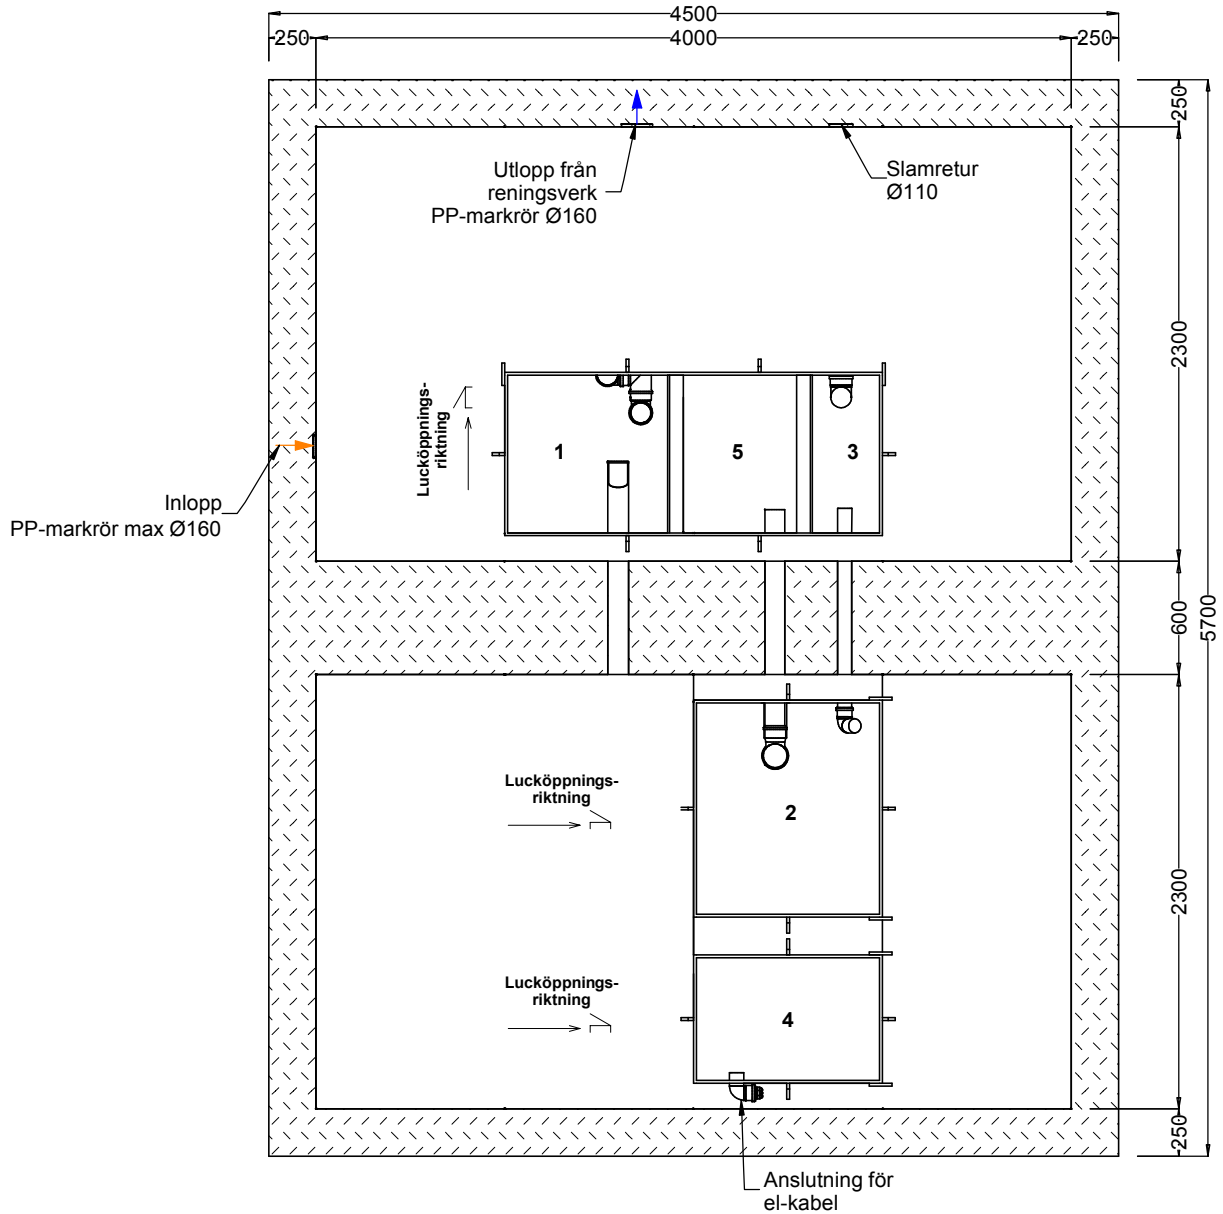 4500
250
4000
250
250
Utlopp från
reningsverk
PP-markrör Ø160
Slamretur
Ø110
2300
Lucköppnings-
riktning
1
5
3
Inlopp
PP-markrör max Ø160
600
5700
Lucköppnings-
riktning
2
2300
Lucköppnings-
riktning
4
250
Anslutning för
el-kabel